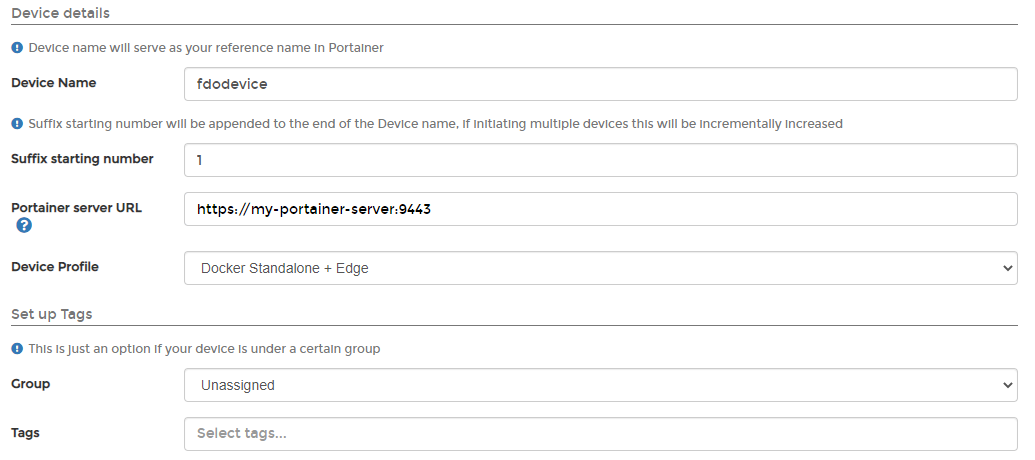 Device details
Device name will serve as your reference name in Portainer
Device Name
fdodevice
Suffix starting number will be appended to the end of the Device name, if initiating multiple devices this will be incrementally increased
Suffix starting number
1
Portainer server URL
https://my-portainer-server:9443
Device Profile
Docker Standalone + Edge
Set up Tags
This is just an option if your device is under a certain group
Group
Unassigned
Tags
Select tags...